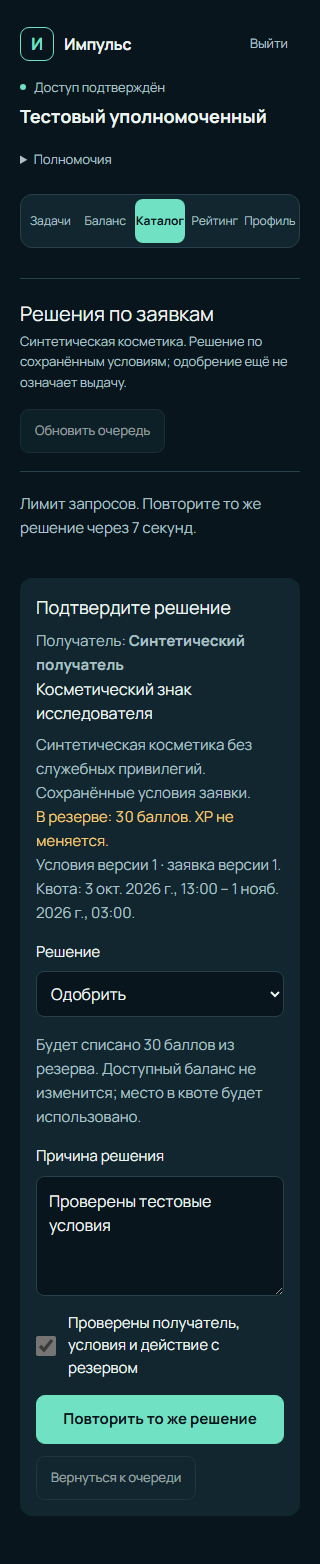 И Импульс Выйти
Доступ подтверждён
Тестовый уполномоченный
Полномочия
Задачи Баланс Каталог Рейтинг Профиль
Решения по заявкам
Синтетическая косметика. Решение по
сохранённым условиям; одобрение ещё не
означает выдачу.
Обновить очередь
Лимит запросов. Повторите то же
решение через 7 секунд.
Подтвердите решение
Получатель: Синтетический
получатель
Косметический знак
исследователя
Синтетическая косметика без
служебных привилегий.
Сохранённые условия заявки.
В резерве: 30 баллов. XP не
меняется.
Условия версии 1 · заявка версии 1.
Квота: 3 окт. 2026 г., 13:00 – 1 нояб.
2026 г., 03:00.
Решение
Одобрить
Будет списано 30 баллов из
резерва. Доступный баланс не
изменится; место в квоте будет
использовано.
Причина решения
Проверены тестовые
условия
Проверены получатель,
условия и действие с
резервом
Повторить то же решение
Вернуться к очереди